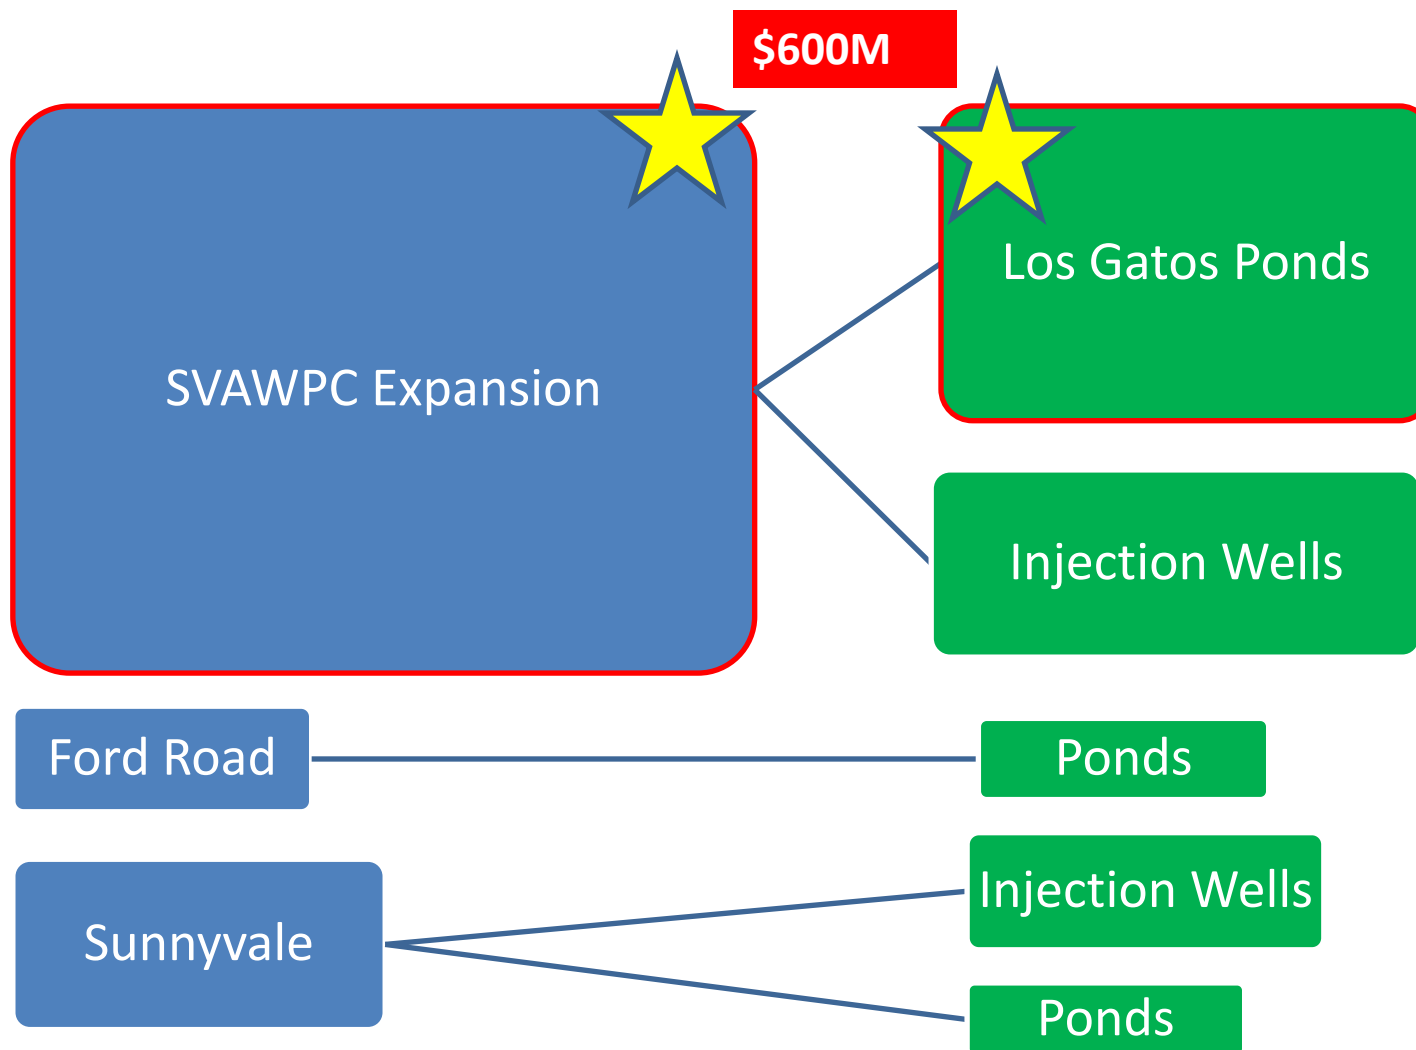 $600M
Los Gatos Ponds
SVAWPC Expansion
Injection Wells
Ford Road
Ponds
Injection Wells
Sunnyvale
Ponds